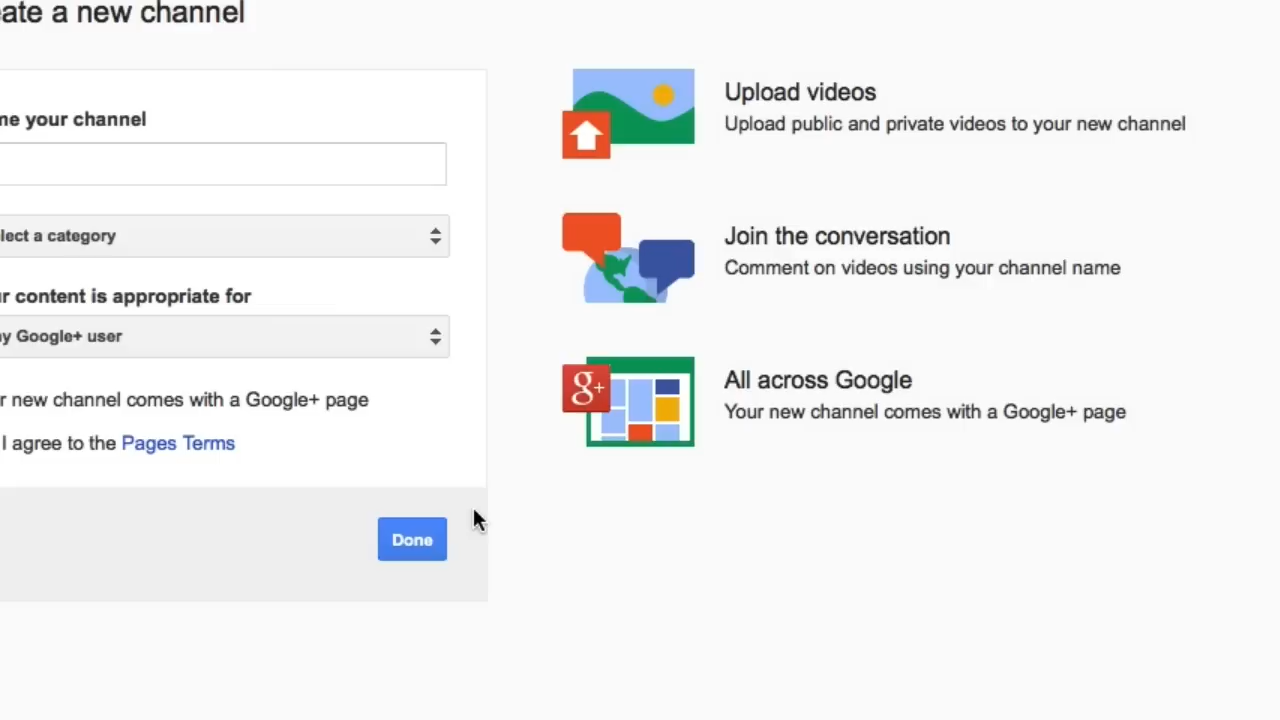 eate a new channel
me your channel
lect a category
r content is appropriate for
y Google+ user
r new channel comes with a Google+ page
I agree to the Pages Terms
Done
Upload videos
Upload public and private videos to your new channel
Join the conversation
Comment on videos using your channel name
g+
All across Google
Your new channel comes with a Google+ page